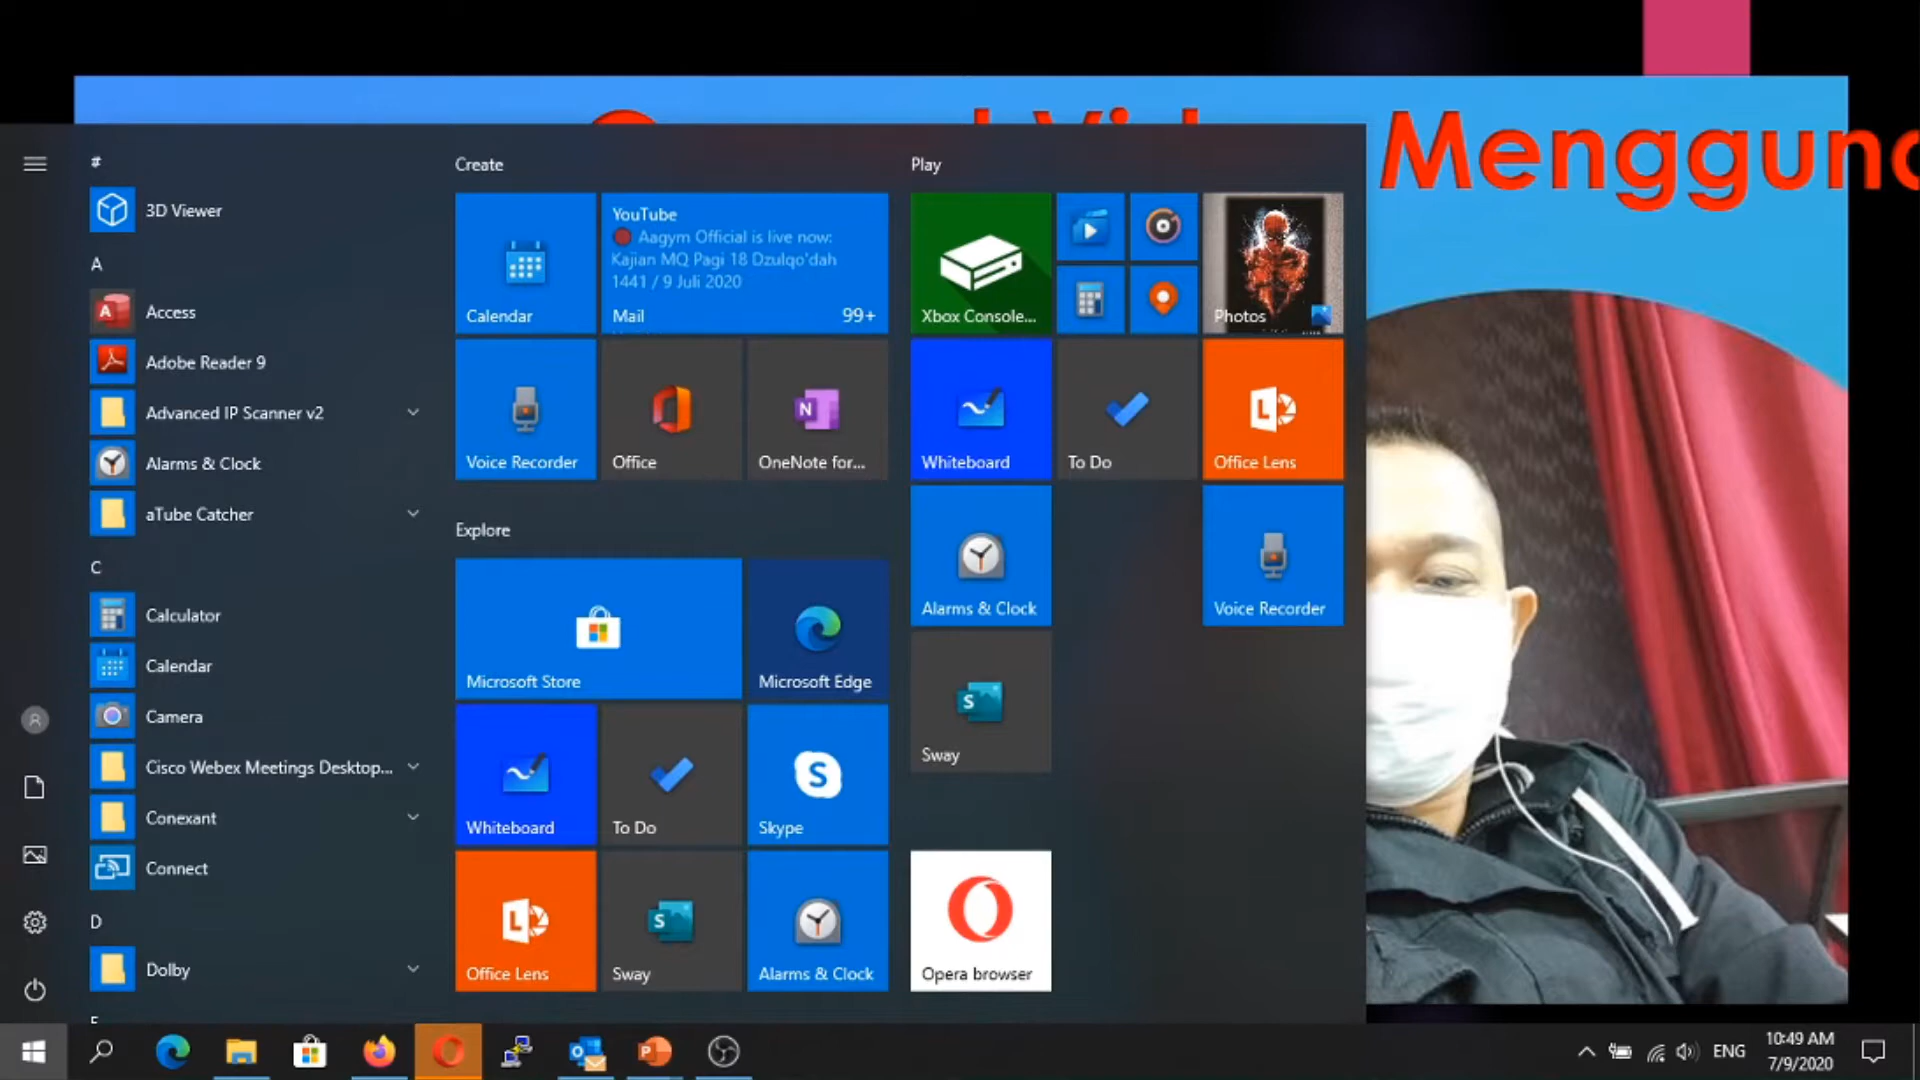 Menggun
#
3D Viewer
A
Access
Adobe Reader 9
Advanced IP Scanner v2
Alarms & Clock
aTube Catcher
C
Calculator
Calendar
Camera
Cisco Webex Meetings Desktop...
Conexant
Connect
D
Dolby
Create
Calendar
YouTube
Aagym Official is live now:
Kajian MQ Pagi 18 Dzulqo'dah
1441 / 9 Juli 2020
Mail 99+
Voice Recorder
Office
OneNote for...
Explore
Microsoft Store
Microsoft Edge
Whiteboard
To Do
Skype
Office Lens
Sway
Alarms & Clock
Play
Xbox Console...
Photos
Whiteboard
To Do
Office Lens
Alarms & Clock
Voice Recorder
Sway
Opera browser
ENG
10:49 AM
7/9/2020